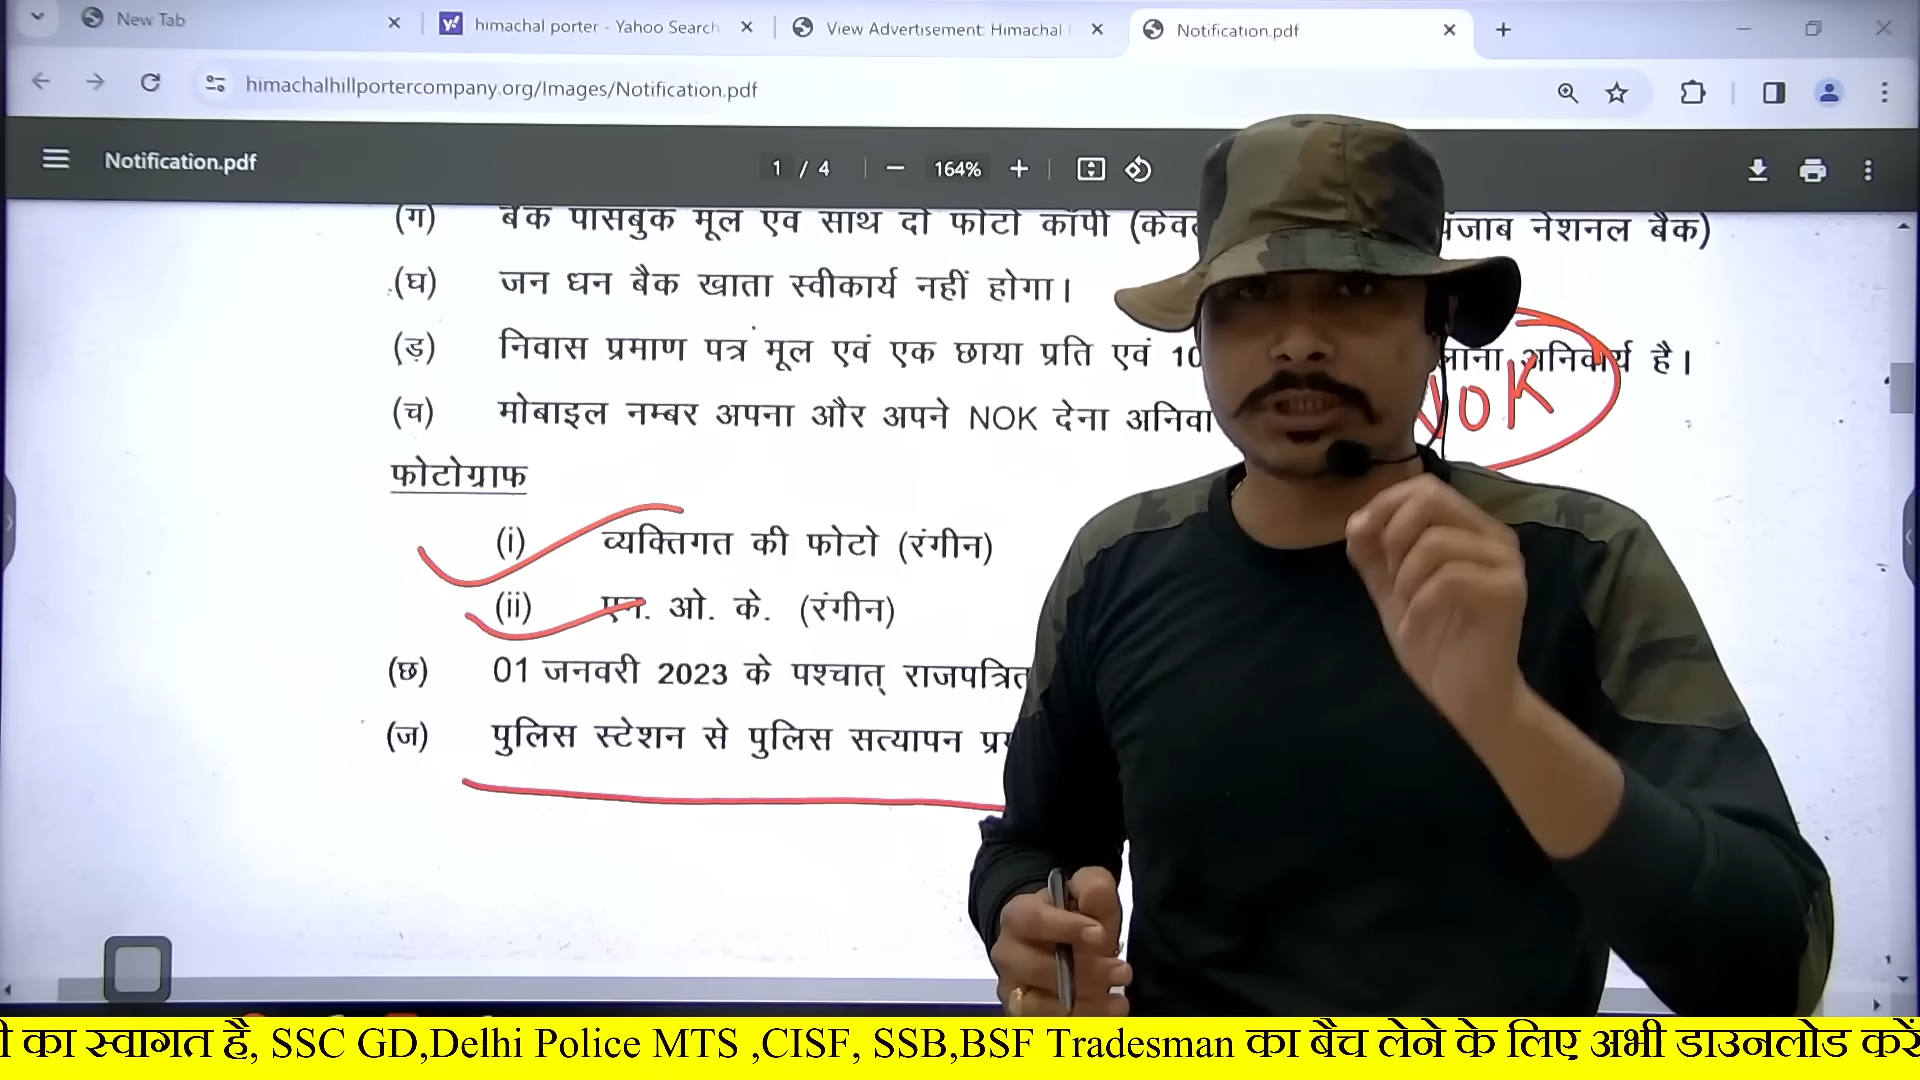 New Tab
himachal porter - Yahoo Search
View Advertisement: Himachal
Notification.pdf
himachalhillportercompany.org/Images/Notification.pdf
Notification.pdf
1 / 4
164%
(ग) बैंक पासबुक मूल एवं साथ दो फोटो कॉपी पंजाब नेशनल बैंक)
(घ) जन धन बैंक खाता स्वीकार्य नहीं होगा।
(ड़) निवास प्रमाण पत्र मूल एवं एक छाया प्रति एवं 10 लाना अनिवार्य है।
NOK
(च) मोबाइल नम्बर अपना और अपने NOK देना
फोटोग्राफ
(i) व्यक्तिगत की फोटो (रंगीन)
(ii) एन. ओ. के. (रंगीन)
(छ) 01 जनवरी 2023 के पश्चात् राजपत्रित
(ज) पुलिस स्टेशन से पुलिस सत्यापन
का स्वागत है, SSC GD,Delhi Police MTS ,CISF, SSB,BSF Tradesman का बैच लेने के लिए अभी डाउनलोड करें